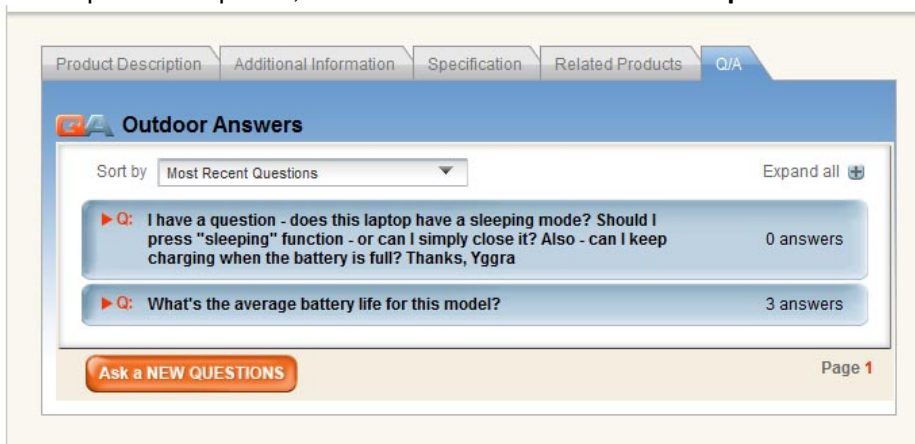 Product Description Additional Information Specification Related Products Q/A
QA Outdoor Answers
Sort by Most Recent Questions Expand all
Q: I have a question - does this laptop have a sleeping mode? Should I
press "sleeping" function - or can I simply close it? Also - can I keep
charging when the battery is full? Thanks, Yggra
0 answers
Q: What's the average battery life for this model? 3 answers
Ask a NEW QUESTIONS Page 1